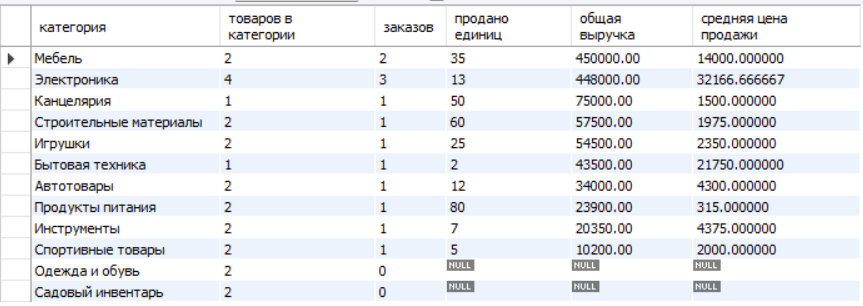 категория товаров в категории заказов продано единиц общая выручка средняя цена продажи
Мебель 2 2 35 450000.00 14000.000000
Электроника 4 3 13 448000.00 32166.666667
Канцелярия 1 1 50 75000.00 1500.000000
Строительные материалы 2 1 60 57500.00 1975.000000
Игрушки 2 1 25 54500.00 2350.000000
Бытовая техника 1 1 2 43500.00 21750.000000
Автотовары 2 1 12 34000.00 4300.000000
Продукты питания 2 1 80 23900.00 315.000000
Инструменты 2 1 7 20350.00 4375.000000
Спортивные товары 2 1 5 10200.00 2000.000000
Одежда и обувь 2 0 NULL NULL NULL
Садовый инвентарь 2 0 NULL NULL NULL